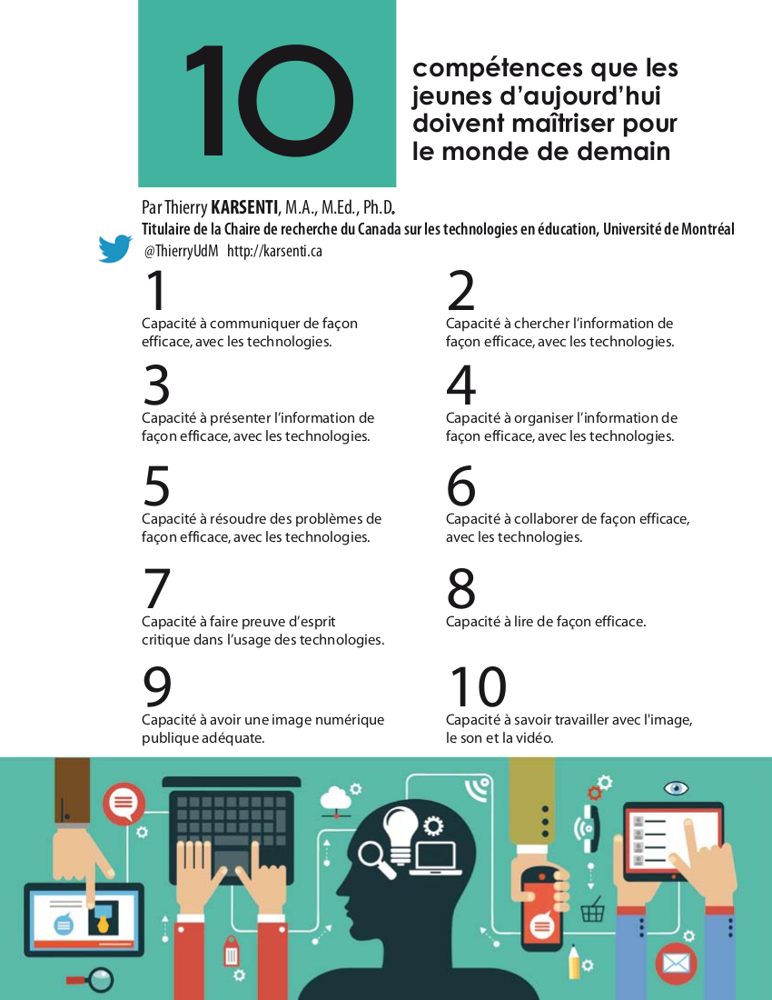 10
compétences que les
jeunes d'aujourd'hui
doivent maîtriser pour
le monde de demain
Par Thierry KARSENTI, M.A., M.Ed., Ph.D.
Titulaire de la Chaire de recherche du Canada sur les technologies en éducation, Université de Montréal
@ThierryUdM http://karsenti.ca
1
Capacité à communiquer de façon
efficace, avec les technologies.
2
Capacité à chercher l'information de
façon efficace, avec les technologies.
3
Capacité à présenter l'information de
façon efficace, avec les technologies.
4
Capacité à organiser l'information de
façon efficace, avec les technologies.
5
Capacité à résoudre des problèmes de
façon efficace, avec les technologies.
6
Capacité à collaborer de façon efficace,
avec les technologies.
7
Capacité à faire preuve d'esprit
critique dans l'usage des technologies.
8
Capacité à lire de façon efficace.
9
Capacité à avoir une image numérique
publique adéquate.
10
Capacité à savoir travailler avec l'image,
le son et la vidéo.